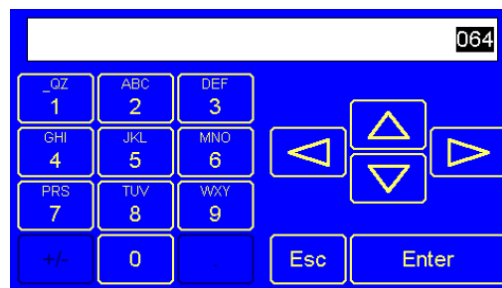 064
_QZ ABC DEF
1 2 3
GHI JKL MNO
4 5 6
PRS TUV WXY
7 8 9
+/- 0 .
Esc Enter